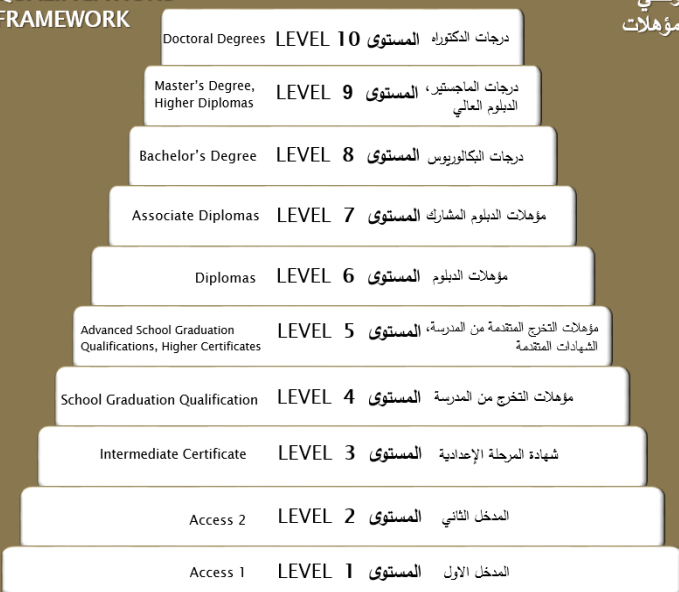 FRAMEWORK
مؤهلات
Doctoral Degrees LEVEL 10 المستوى درجات الدكتوراه
Master's Degree, Higher Diplomas LEVEL 9 المستوى درجات الماجستير، الدبلوم العالي
Bachelor's Degree LEVEL 8 المستوى درجات البكالوريوس
Associate Diplomas LEVEL 7 المستوى مؤهلات الدبلوم المشارك
Diplomas LEVEL 6 المستوى مؤهلات الدبلوم
Advanced School Graduation Qualifications, Higher Certificates LEVEL 5 المستوى مؤهلات التخرج المتقدمة من المدرسة، الشهادات المتقدمة
School Graduation Qualification LEVEL 4 المستوى مؤهلات التخرج من المدرسة
Intermediate Certificate LEVEL 3 المستوى شهادة المرحلة الإعدادية
Access 2 LEVEL 2 المستوى المدخل الثاني
Access 1 LEVEL 1 المستوى المدخل الاول